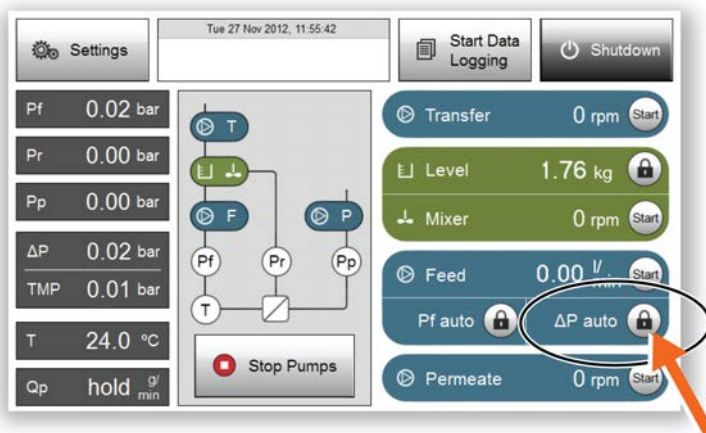 Settings
Tue 27 Nov 2012, 11:55:42
Start Data
Logging
Shutdown
Pf 0.02 bar
Pr 0.00 bar
Pp 0.00 bar
ΔP 0.02 bar
TMP 0.01 bar
T 24.0 ºC
Qp hold g/min
T
F
P
Pf
Pr
Pp
T
Stop Pumps
Transfer 0 rpm Start
Level 1.76 kg
Mixer 0 rpm Start
Feed 0.00 l/min Start
Pf auto
ΔP auto
Permeate 0 rpm Start